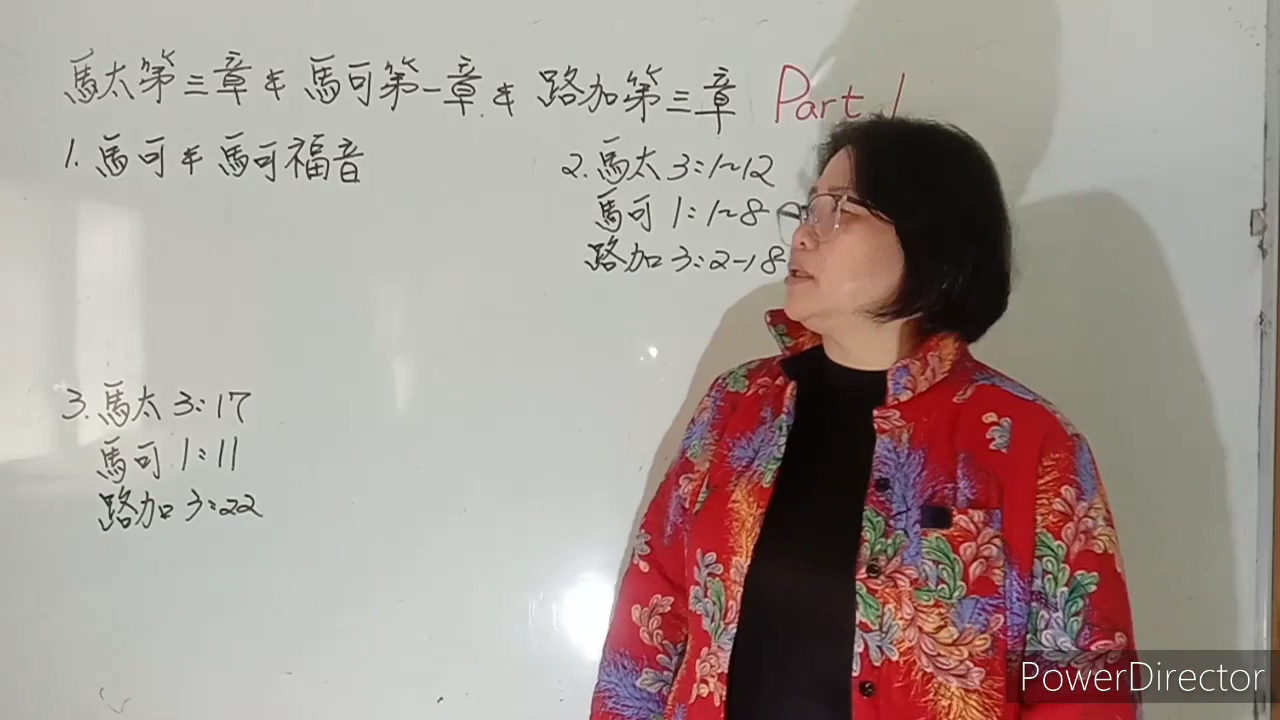 馬太第三章 & 馬可第一章 & 路加第三章 Part 1
1. 馬可 & 馬可福音
2. 馬太 3:1~12
馬可 1:1~8
路加 3:2-18
3. 馬太 3:17
馬可 1:11
路加 3:22
PowerDirector